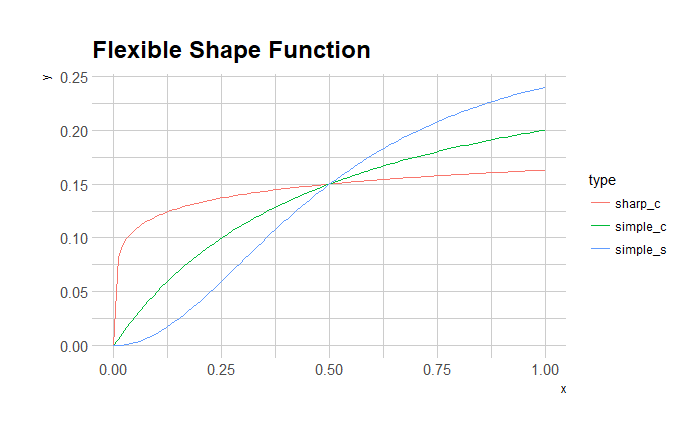 Flexible Shape Function
y
0.25
0.20
0.15
0.10
0.05
0.00
0.00 0.25 0.50 0.75 1.00
x
type
sharp_c
simple_c
simple_s